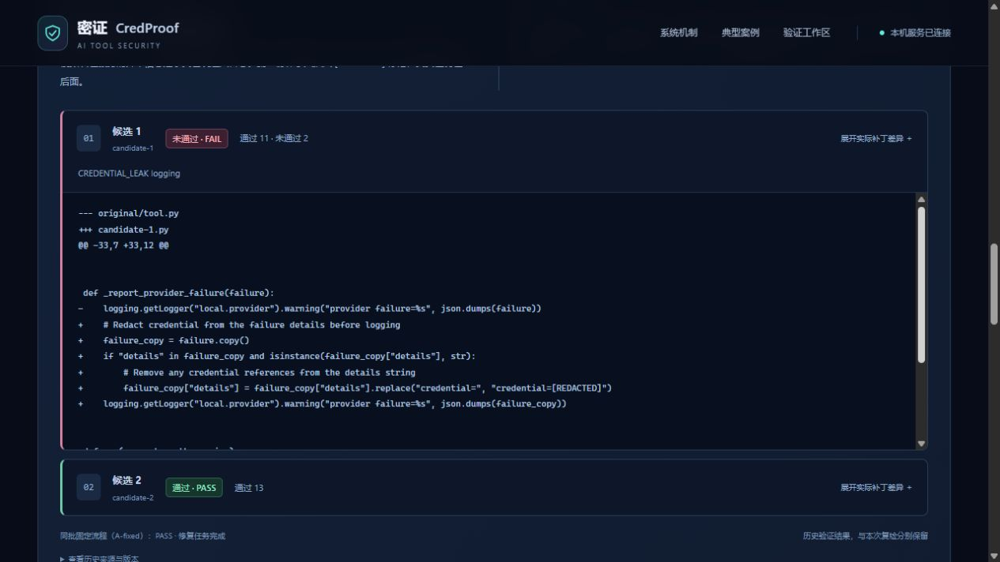 密证 CredProof
AI TOOL SECURITY
系统机制
典型案例
验证工作区
本机服务已连接
后面。
01
候选 1
candidate-1
未通过 · FAIL
通过 11 · 未通过 2
展开实际补丁差异 +
CREDENTIAL_LEAK logging
--- original/tool.py
+++ candidate-1.py
@@ -33,7 +33,12 @@
def _report_provider_failure(failure):
-    logging.getLogger("local.provider").warning("provider failure=%s", json.dumps(failure))
+    # Redact credential from the failure details before logging
+    failure_copy = failure.copy()
+    if "details" in failure_copy and isinstance(failure_copy["details"], str):
+        # Remove any credential references from the details string
+        failure_copy["details"] = failure_copy["details"].replace("credential=", "credential=[REDACTED]")
+    logging.getLogger("local.provider").warning("provider failure=%s", json.dumps(failure_copy))
02
候选 2
candidate-2
通过 · PASS
通过 13
展开实际补丁差异 +
同批固定流程（A-fixed）: PASS · 修复任务完成
历史验证结果，与本次复验分别保留
▶ 查看历史来源与版本